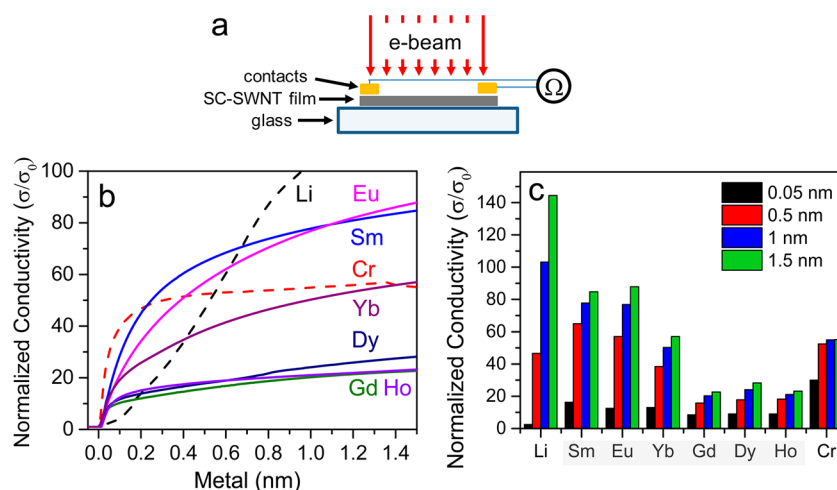 a
e-beam
contacts
SC-SWNT film
glass
Ω
b
Normalized Conductivity (σ/σ₀)
100
80
60
40
20
0
0.0 0.2 0.4 0.6 0.8 1.0 1.2 1.4
Metal (nm)
Li
Eu
Sm
Cr
Yb
Dy
Gd Ho
c
Normalized Conductivity (σ/σ₀)
140
120
100
80
60
40
20
0
Li Sm Eu Yb Gd Dy Ho Cr
0.05 nm
0.5 nm
1 nm
1.5 nm